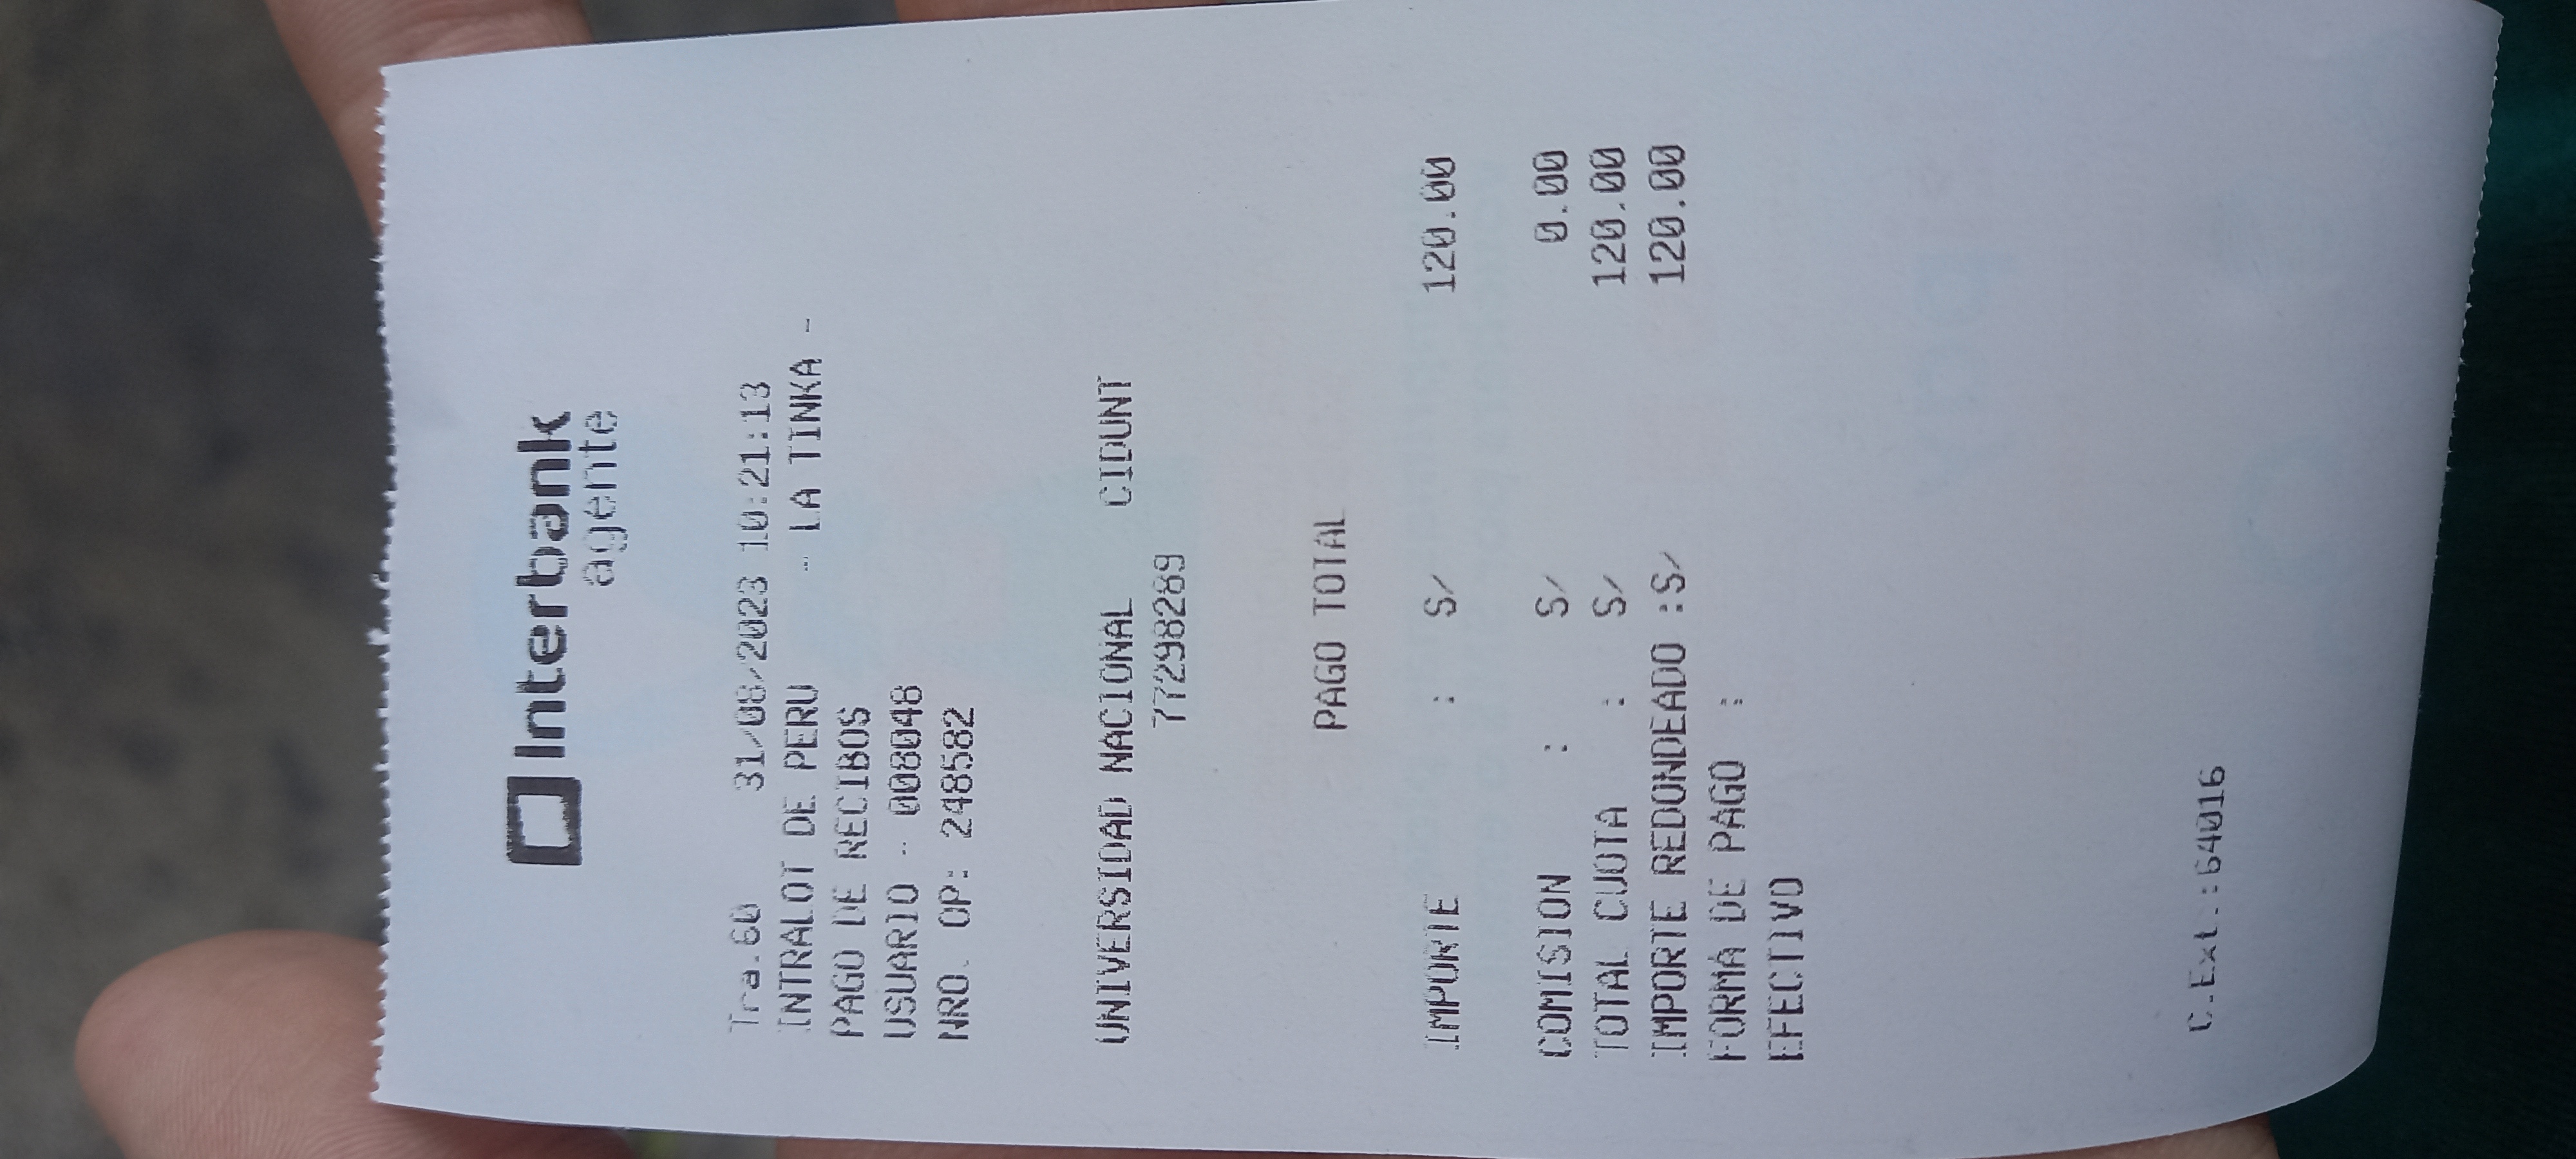 Interbank
agente
Tra.60 31/08/2023 10:21:13
INTRALOT DE PERU - LA TINKA -
PAGO DE RECIBOS
USUARIO - 008048
NRO. OP: 248582
UNIVERSIDAD NACIONAL CIDUNT
77298289
PAGO TOTAL
IMPORTE : S/ 120.00
COMISION : S/ 0.00
TOTAL CUOTA : S/ 120.00
IMPORTE REDONDEADO :S/ 120.00
FORMA DE PAGO :
EFECTIVO
C.Ext.:64016